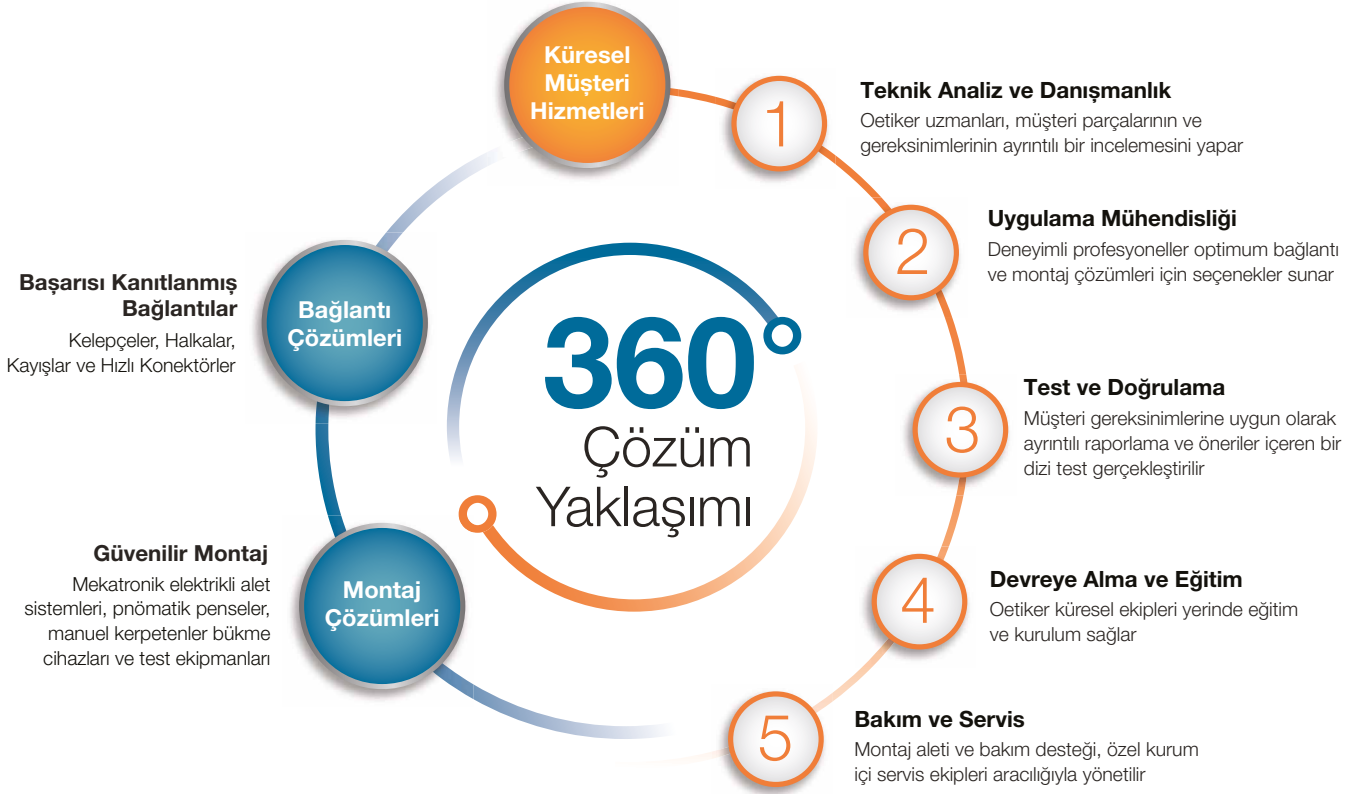 Küresel
Müşteri
Hizmetleri
1
Teknik Analiz ve Danışmanlık
Oetiker uzmanları, müşteri parçalarının ve
gereksinimlerinin ayrıntılı bir incelemesini yapar
2
Uygulama Mühendisliği
Deneyimli profesyoneller optimum bağlantı
ve montaj çözümleri için seçenekler sunar
3
Test ve Doğrulama
Müşteri gereksinimlerine uygun olarak
ayrıntılı raporlama ve öneriler içeren bir
dizi test gerçekleştirilir
4
Devreye Alma ve Eğitim
Oetiker küresel ekipleri yerinde eğitim
ve kurulum sağlar
5
Bakım ve Servis
Montaj aleti ve bakım desteği, özel kurum
içi servis ekipleri aracılığıyla yönetilir
Montaj
Çözümleri
Güvenilir Montaj
Mekatronik elektrikli alet
sistemleri, pnömatik penseler,
manuel kerpetenler bükme
cihazları ve test ekipmanları
Bağlantı
Çözümleri
Başarısı Kanıtlanmış
Bağlantılar
Kelepçeler, Halkalar,
Kayışlar ve Hızlı Konektörler
360°
Çözüm
Yaklaşımı